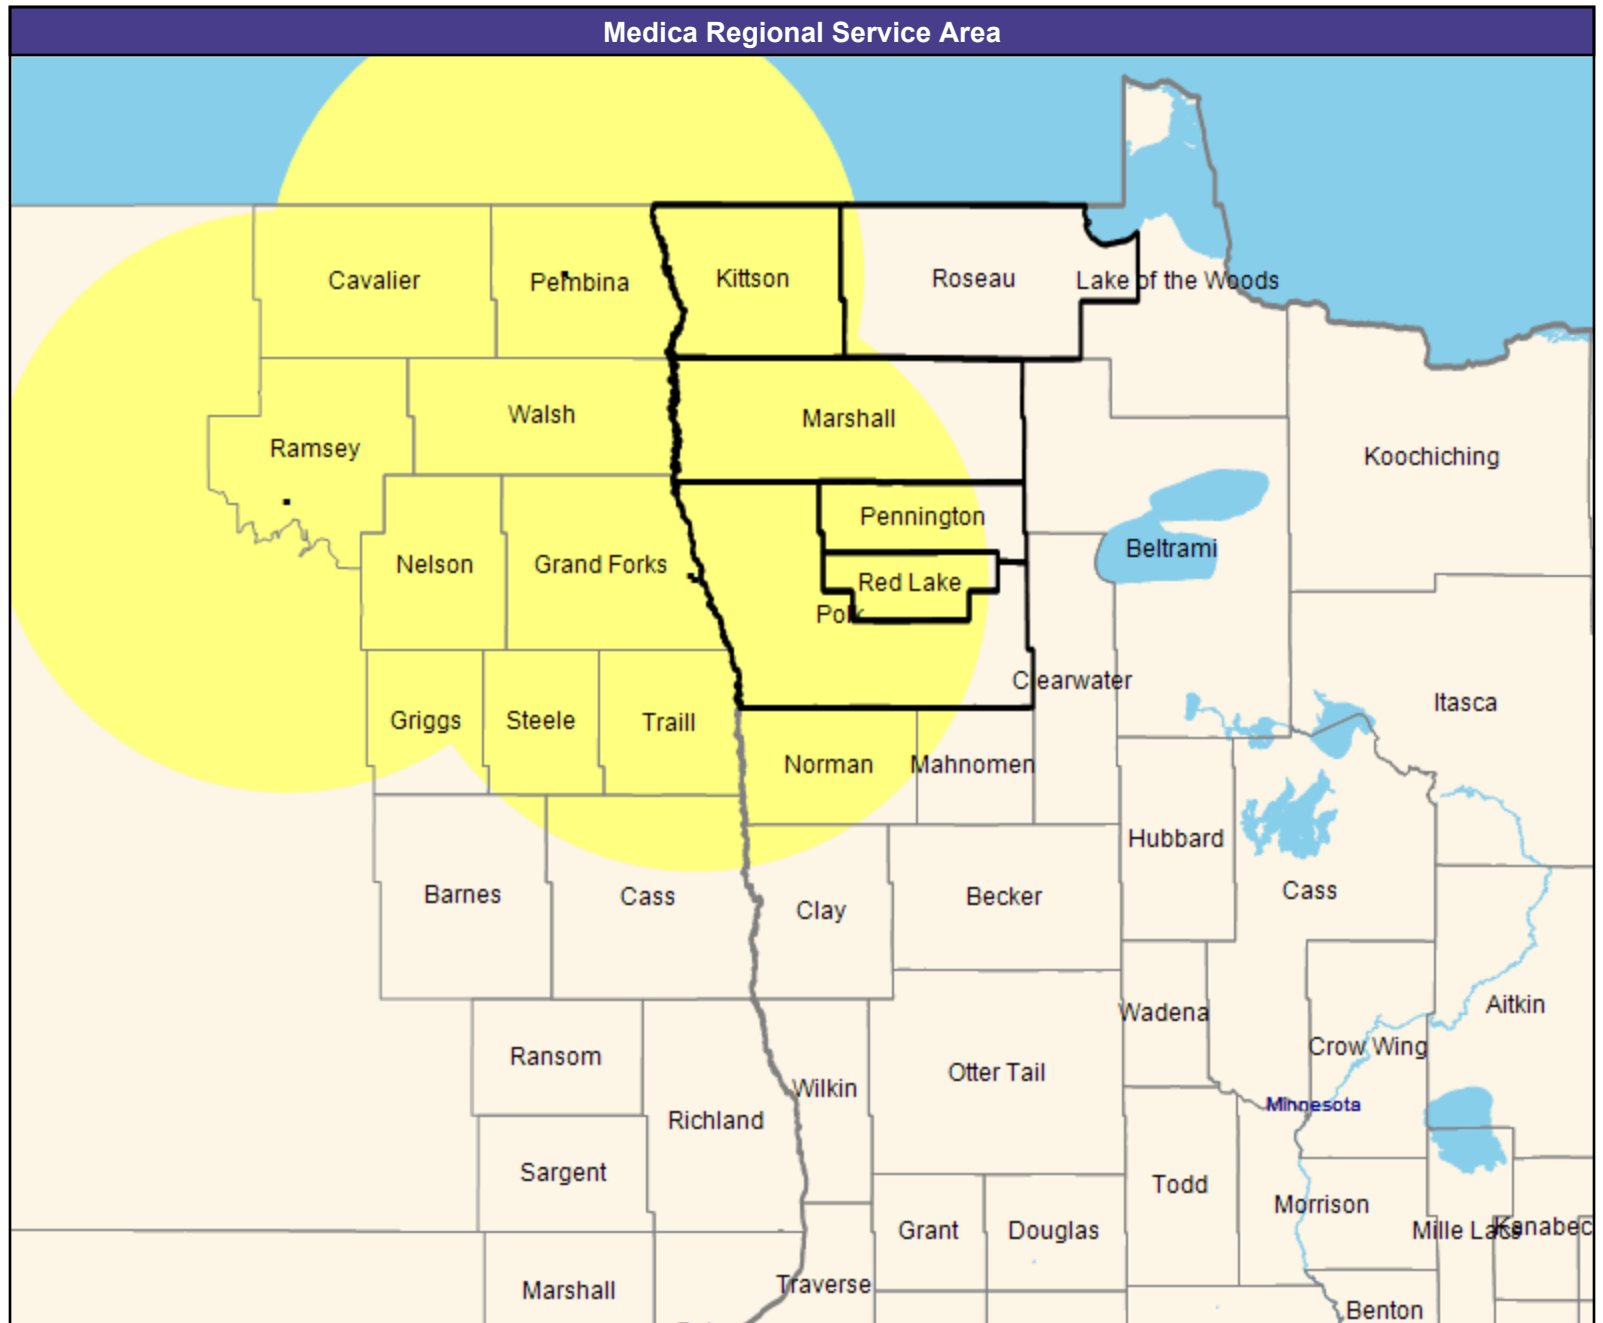 Medica Regional Service Area
Cavalier
Pembina
Kittson
Roseau
Lake of the Woods
Walsh
Marshall
Ramsey
Koochiching
Pennington
Nelson
Grand Forks
Red Lake
Beltrami
Polk
Clearwater
Griggs
Steele
Traill
Itasca
Norman
Mahnomen
Hubbard
Barnes
Cass
Clay
Becker
Cass
Wadena
Aitkin
Ransom
Crow Wing
Otter Tail
Wilkin
Minnesota
Richland
Sargent
Todd
Morrison
Grant
Douglas
Mille Lacs
Kanabec
Marshall
Traverse
Benton